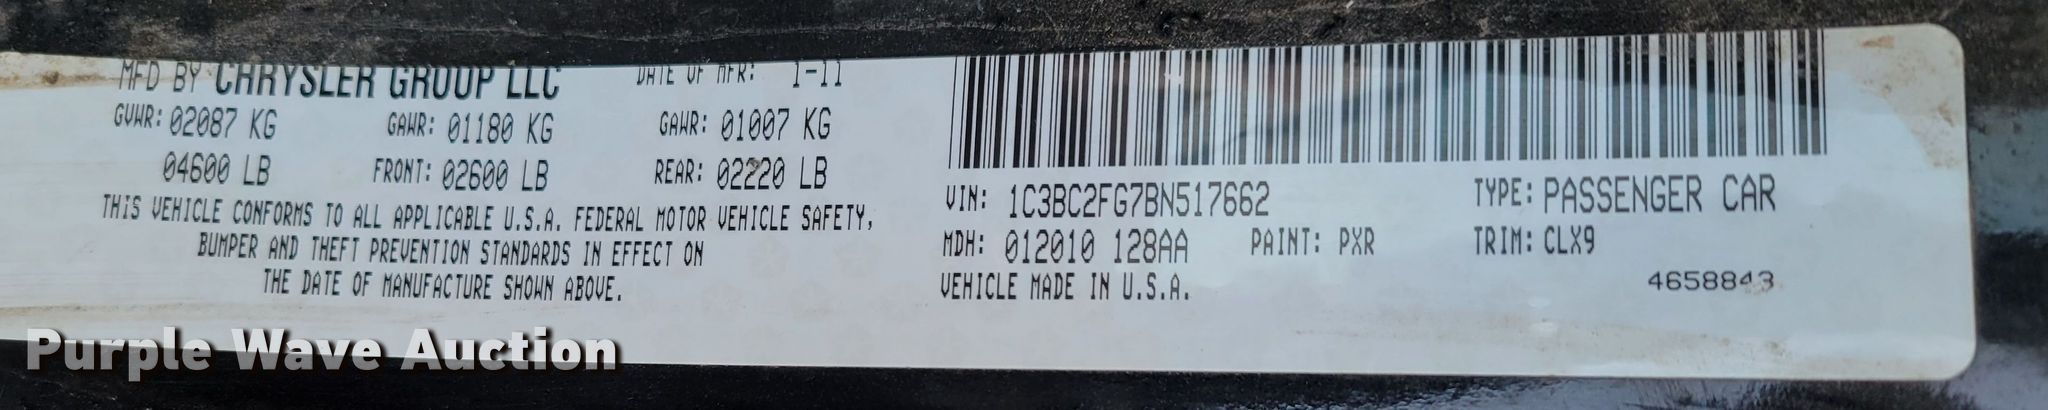 MFD BY CHRYSLER GROUP LLC DATE OF MFR: 1-11
GVWR: 02087 KG GAWR: 01180 KG GAWR: 01007 KG
04600 LB FRONT: 02600 LB REAR: 02220 LB
THIS VEHICLE CONFORMS TO ALL APPLICABLE U.S.A. FEDERAL MOTOR VEHICLE SAFETY,
BUMPER AND THEFT PREVENTION STANDARDS IN EFFECT ON
THE DATE OF MANUFACTURE SHOWN ABOVE.
VIN: 1C3BC2FG7BN517662 TYPE: PASSENGER CAR
MDH: 012010 128AA PAINT: PXR TRIM: CLX9
VEHICLE MADE IN U.S.A.
4658843
Purple Wave Auction